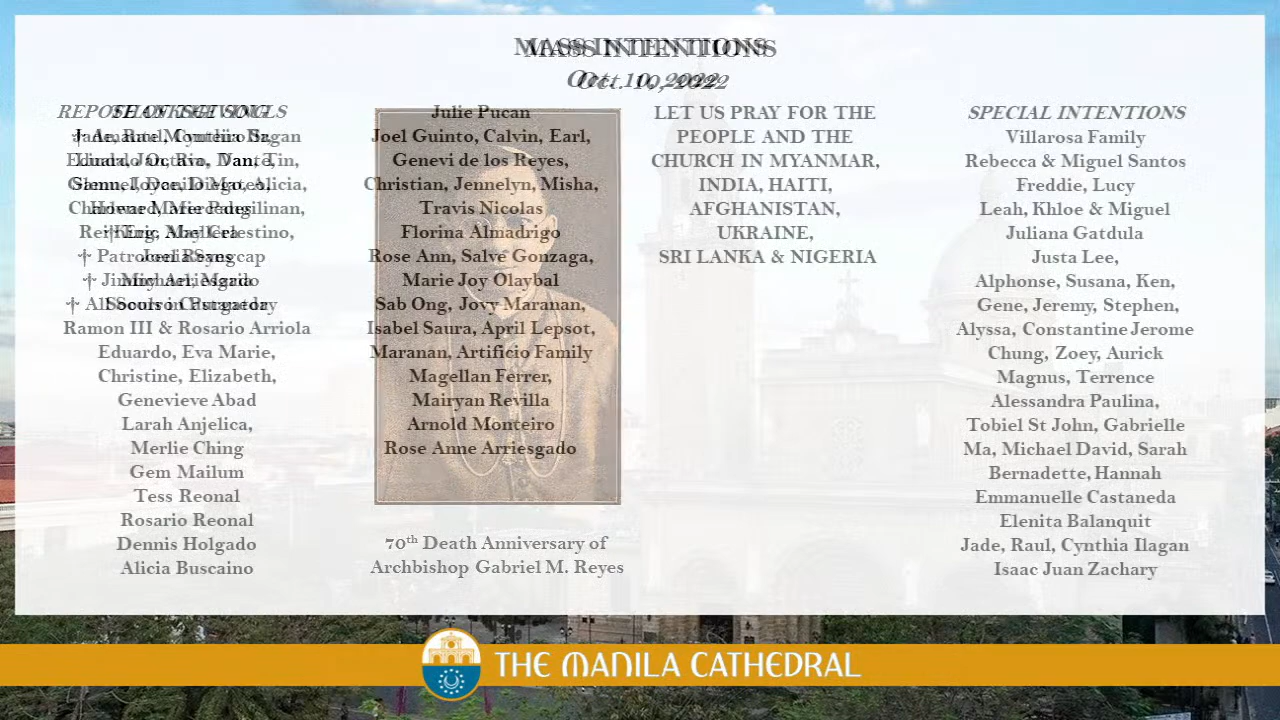 MASS INTENTIONS
Oct. 10, 2022
REPOSE OF THE SOULS
THANKSGIVING
Ramon III & Rosario Arriola
Eduardo, Eva Marie,
Christine, Elizabeth,
Genevieve Abad
Larah Anjelica,
Merlie Ching
Gem Mailum
Tess Reonal
Rosario Reonal
Dennis Holgado
Alicia Buscaino
Julie Pucan
Joel Guinto, Calvin, Earl,
Genevi de los Reyes,
Christian, Jennelyn, Misha,
Travis Nicolas
Florina Almadrigo
Rose Ann, Salve Gonzaga,
Marie Joy Olaybal
Sab Ong, Jovy Maranan,
Isabel Saura, April Lepsot,
Maranan, Artificio Family
Magellan Ferrer,
Mairyan Revilla
Arnold Monteiro
Rose Anne Arriesgado
70th Death Anniversary of
Archbishop Gabriel M. Reyes
LET US PRAY FOR THE
PEOPLE AND THE
CHURCH IN MYANMAR,
INDIA, HAITI,
AFGHANISTAN,
UKRAINE,
SRI LANKA & NIGERIA
SPECIAL INTENTIONS
Villarosa Family
Rebecca & Miguel Santos
Freddie, Lucy
Leah, Khloe & Miguel
Juliana Gatdula
Justa Lee,
Alphonse, Susana, Ken,
Gene, Jeremy, Stephen,
Alyssa, Constantine Jerome
Chung, Zoey, Aurick
Magnus, Terrence
Alessandra Paulina,
Tobiel St John, Gabrielle
Ma, Michael David, Sarah
Bernadette, Hannah
Emmanuelle Castaneda
Elenita Balanquit
Jade, Raul, Cynthia Ilagan
Isaac Juan Zachary
THE MANILA CATHEDRAL